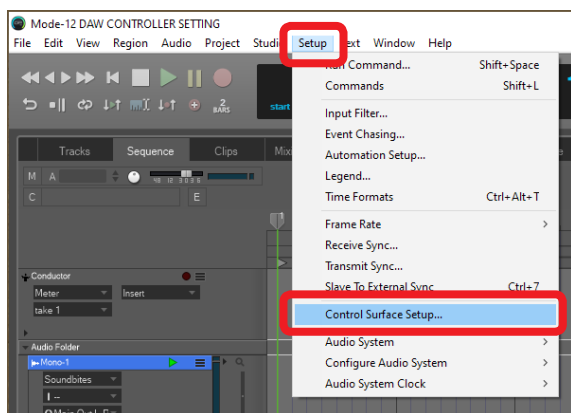 Mode-12 DAW CONTROLLER SETTING
File Edit View Region Audio Project Studio Setup Text Window Help
Run Command... Shift+Space
Commands Shift+L
2
BARS
start
Input Filter...
Event Chasing...
Tracks Sequence Clips
Automation Setup...
M A
Legend...
C E
Time Formats Ctrl+Alt+T
Frame Rate >
Receive Sync...
Transmit Sync...
Conductor
Slave To External Sync Ctrl+7
Meter Insert
take 1
Control Surface Setup...
Audio System >
Audio Folder
Mono-1
Configure Audio System >
Soundbites
Audio System Clock >